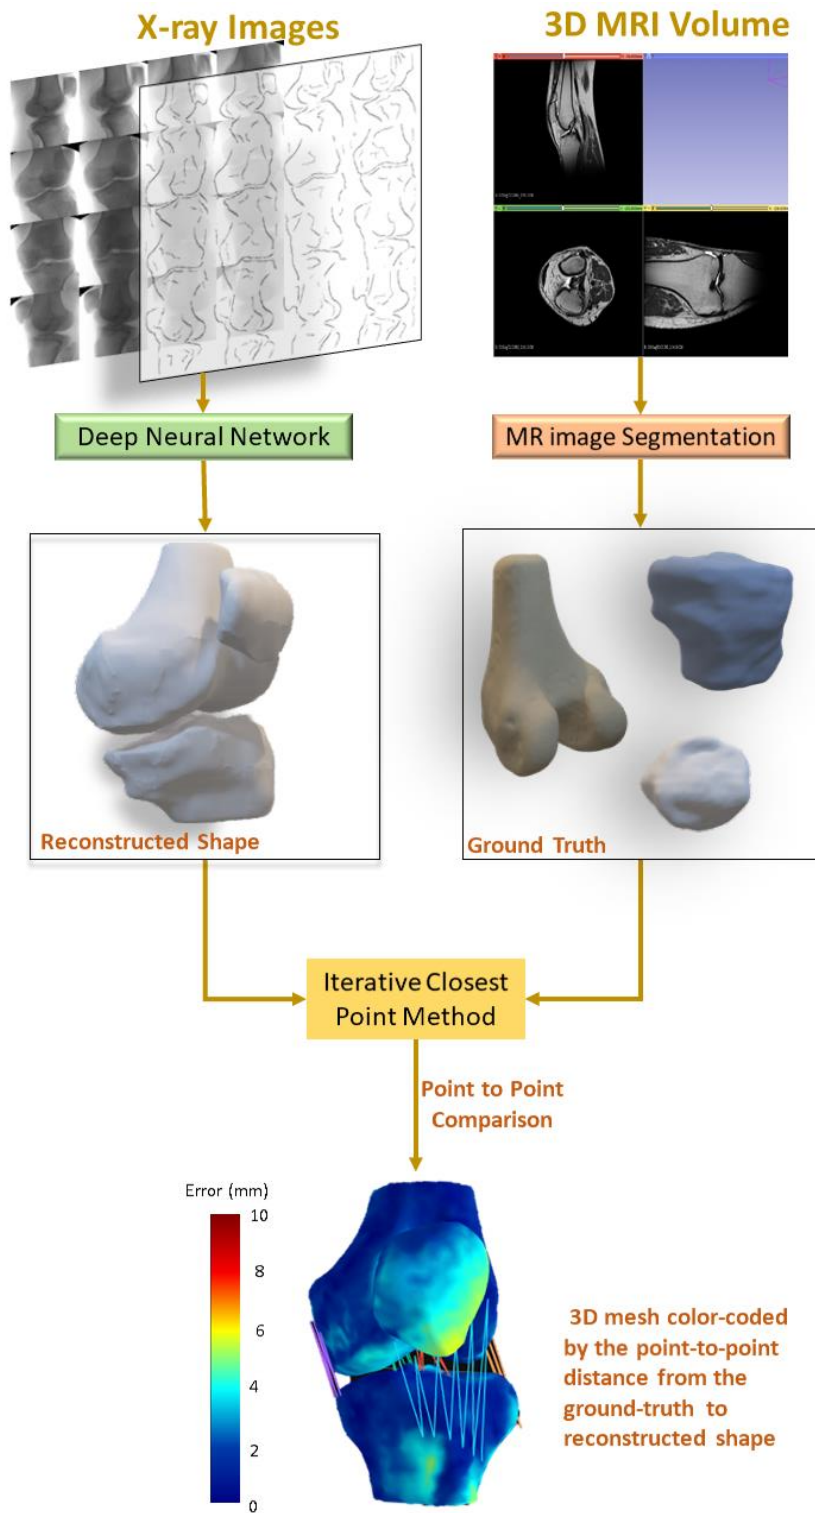 X-ray Images
3D MRI Volume
Deep Neural Network
MR image Segmentation
Reconstructed Shape
Ground Truth
Iterative Closest
Point Method
Point to Point
Comparison
Error (mm)
10
8
6
4
2
0
3D mesh color-coded
by the point-to-point
distance from the
ground-truth to
reconstructed shape